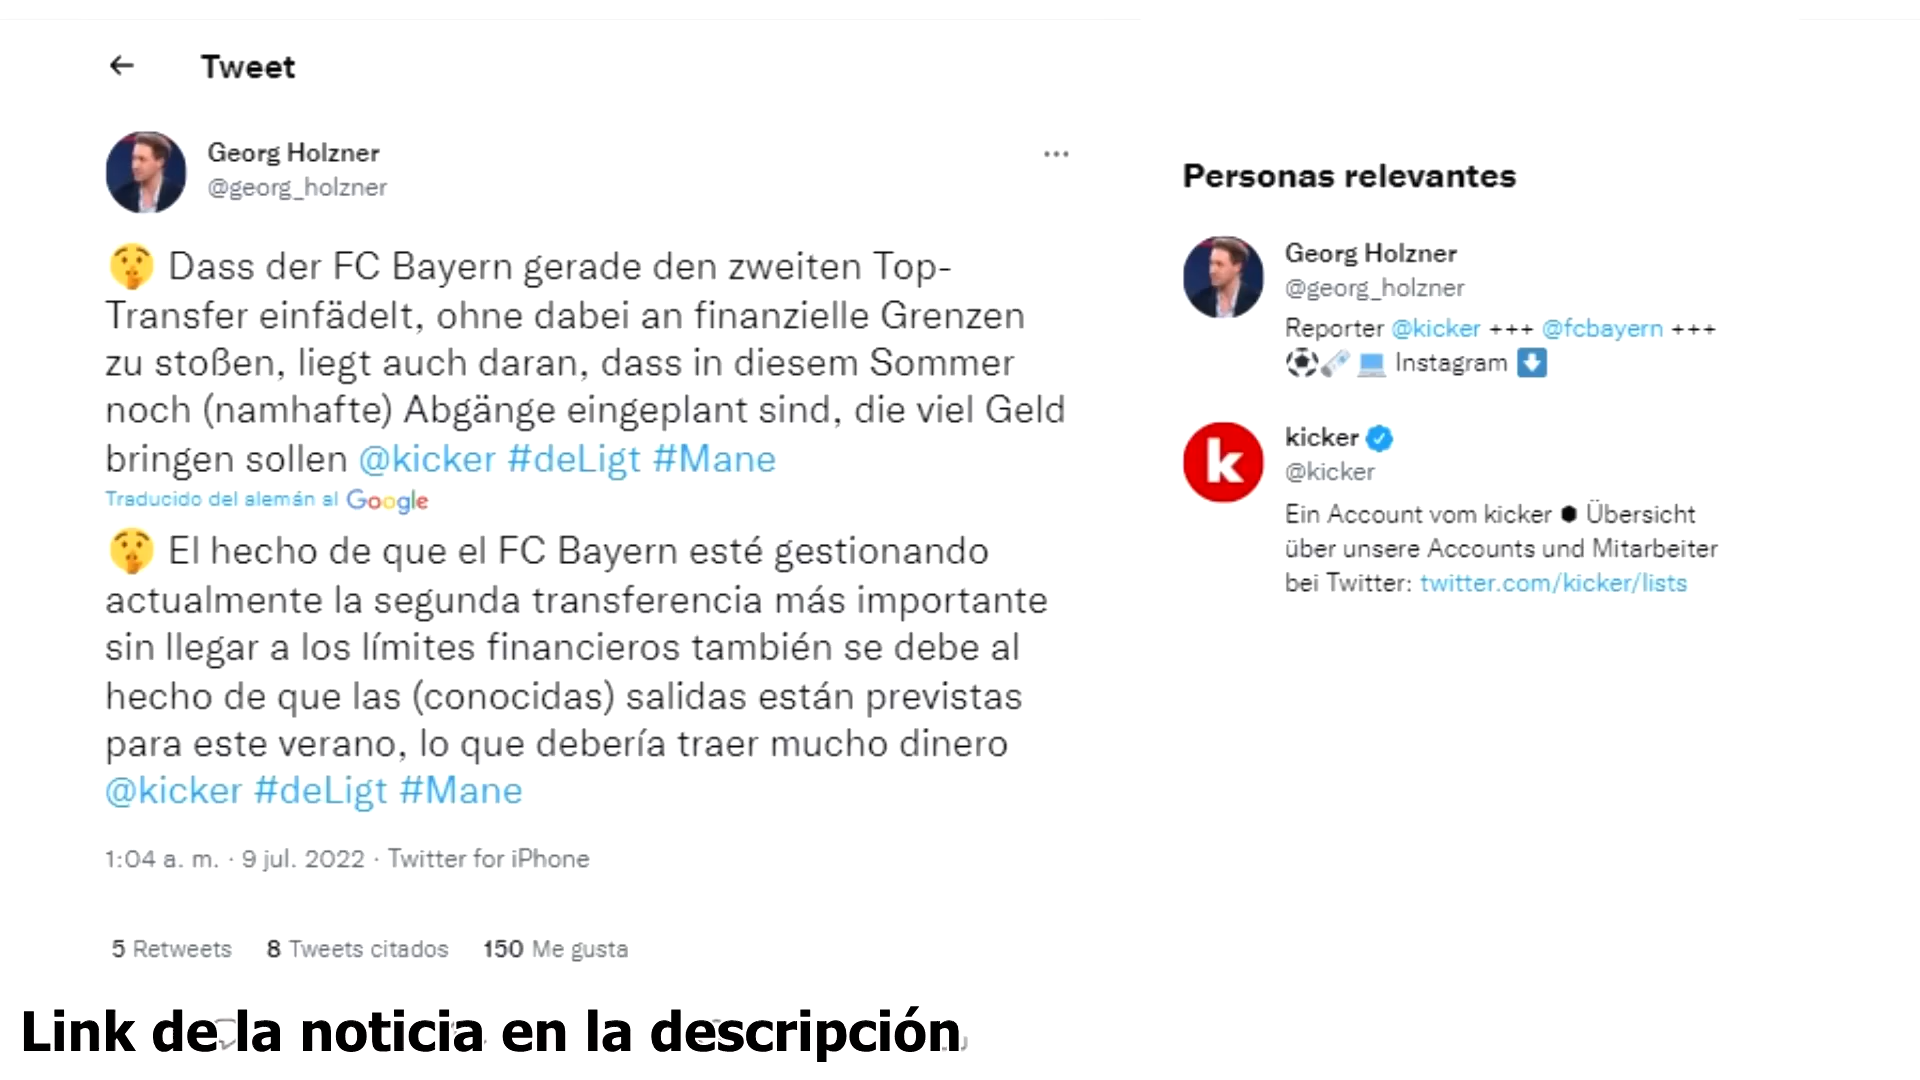 Tweet
Georg Holzner
@georg_holzner
🤫 Dass der FC Bayern gerade den zweiten Top-
Transfer einfädelt, ohne dabei an finanzielle Grenzen
zu stoßen, liegt auch daran, dass in diesem Sommer
noch (namhafte) Abgänge eingeplant sind, die viel Geld
bringen sollen @kicker #deLigt #Mane
Traducido del alemán al Google
🤫 El hecho de que el FC Bayern esté gestionando
actualmente la segunda transferencia más importante
sin llegar a los límites financieros también se debe al
hecho de que las (conocidas) salidas están previstas
para este verano, lo que debería traer mucho dinero
@kicker #deLigt #Mane
1:04 a. m. · 9 jul. 2022 · Twitter for iPhone
5 Retweets 8 Tweets citados 150 Me gusta
Personas relevantes
Georg Holzner
@georg_holzner
Reporter @kicker +++ @fcbayern +++
⚽🗞️💻 Instagram ⬇️
k
kicker
@kicker
Ein Account vom kicker ⬢ Übersicht
über unsere Accounts und Mitarbeiter
bei Twitter: twitter.com/kicker/lists
Link de la noticia en la descripción